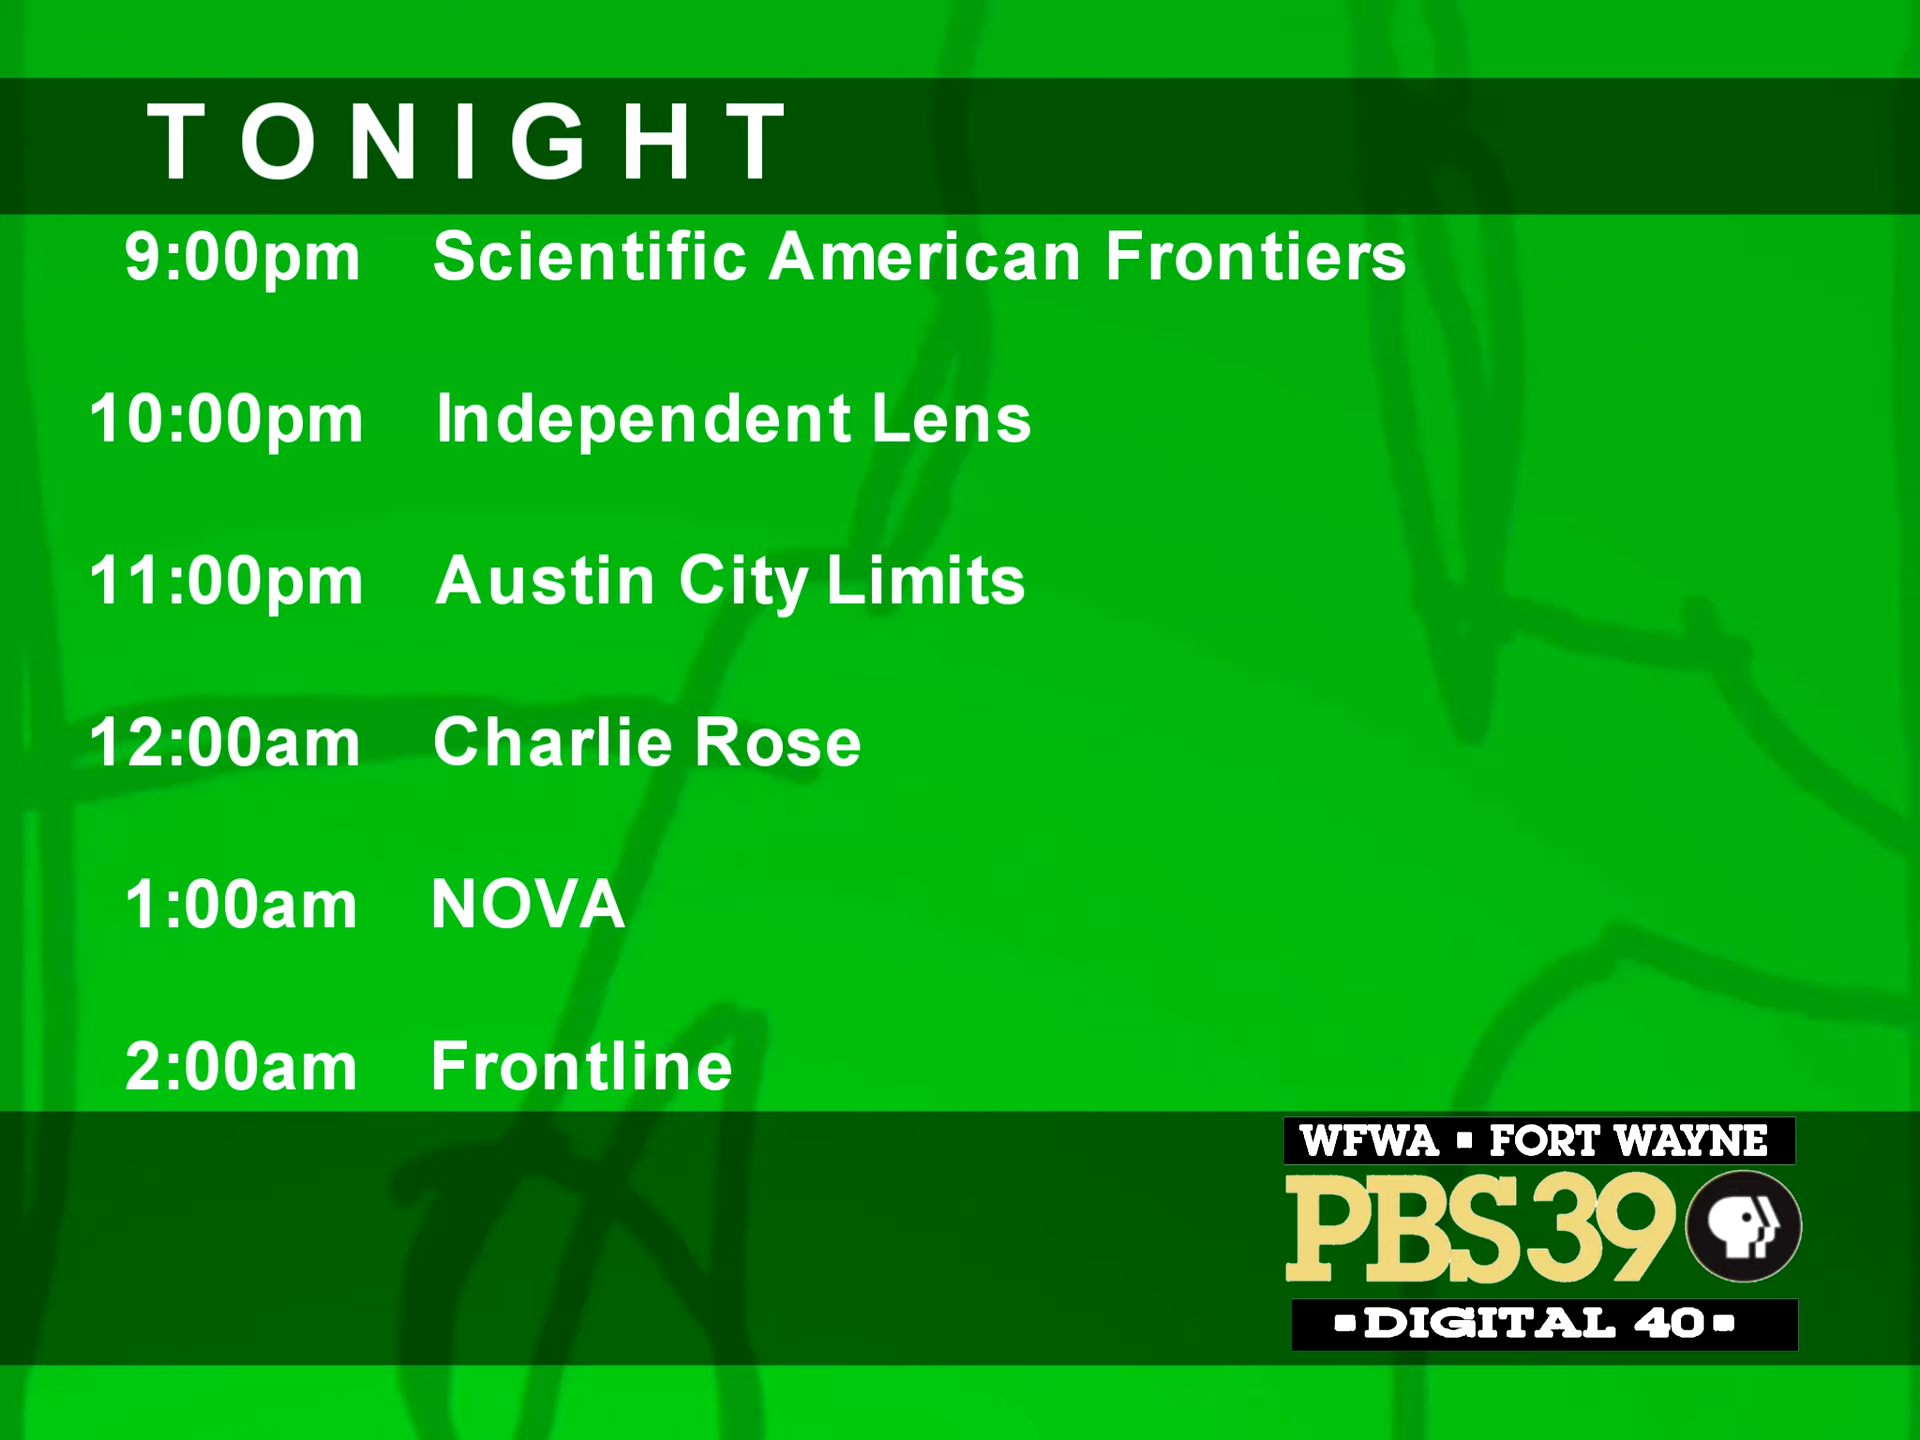 TONIGHT
9:00pm Scientific American Frontiers
10:00pm Independent Lens
11:00pm Austin City Limits
12:00am Charlie Rose
1:00am NOVA
2:00am Frontline
WFWA ▪ FORT WAYNE
PBS39
▪DIGITAL 40▪